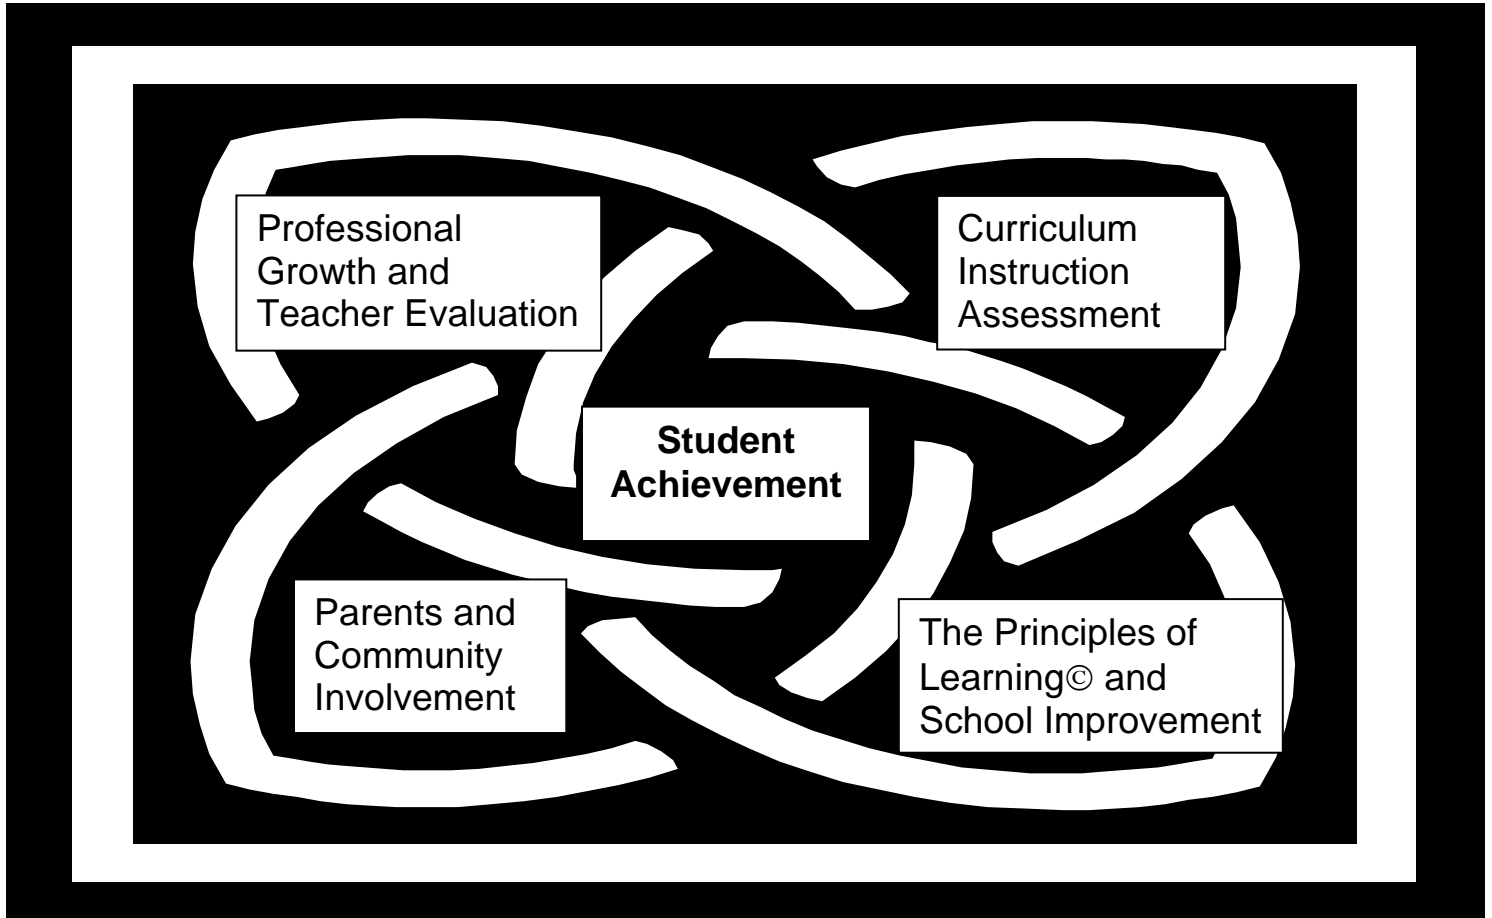 Professional
Growth and
Teacher Evaluation
Curriculum
Instruction
Assessment
Student
Achievement
Parents and
Community
Involvement
The Principles of
Learning© and
School Improvement